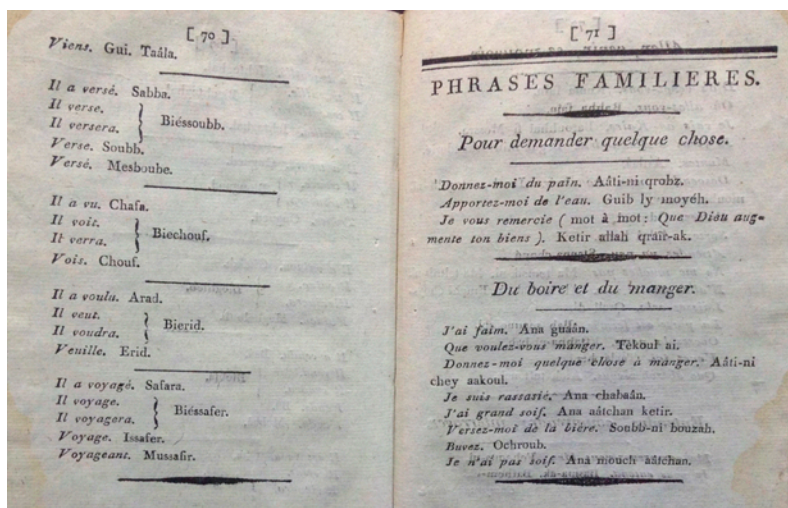 [ 70 ]
Viens. Gui. Taâla.
Il a versé. Sabba.
Il verse.
Il versera.
Biéssoubb.
Verse. Soubb.
Versé. Mesboube.
Il a vu. Chafa.
Il voit.
Il verra.
Biechouf.
Vois. Chouf.
Il a voulu. Arad.
Il veut.
Il voudra.
Bierid.
Veuille. Erid.
Il a voyagé. Safara.
Il voyage.
Il voyagera.
Biéssafer.
Voyage. Issafer.
Voyageant. Mussafir.
[ 71 ]
PHRASES FAMILIERES.
Pour demander quelque chose.
Donnez-moi du pain. Aâti-ni qrobz.
Apportez-moi de l'eau. Guib ly moyéh.
Je vous remercie ( mot à mot : Que Dieu aug-
mente ton biens ). Ketir allah qraïr-ak.
Du boire et du manger.
J'ai faim. Ana guaân.
Que voulez-vous manger. Tékoul ai.
Donnez-moi quelque chose à manger. Aâti-ni
chey aakoul.
Je suis rassasié. Ana chabaân.
J'ai grand soif. Ana aâtchan ketir.
Versez-moi de la bière. Soubb-ni bouzah.
Buvez. Ochroub.
Je n'ai pas soif. Ana mouch aâtchan.